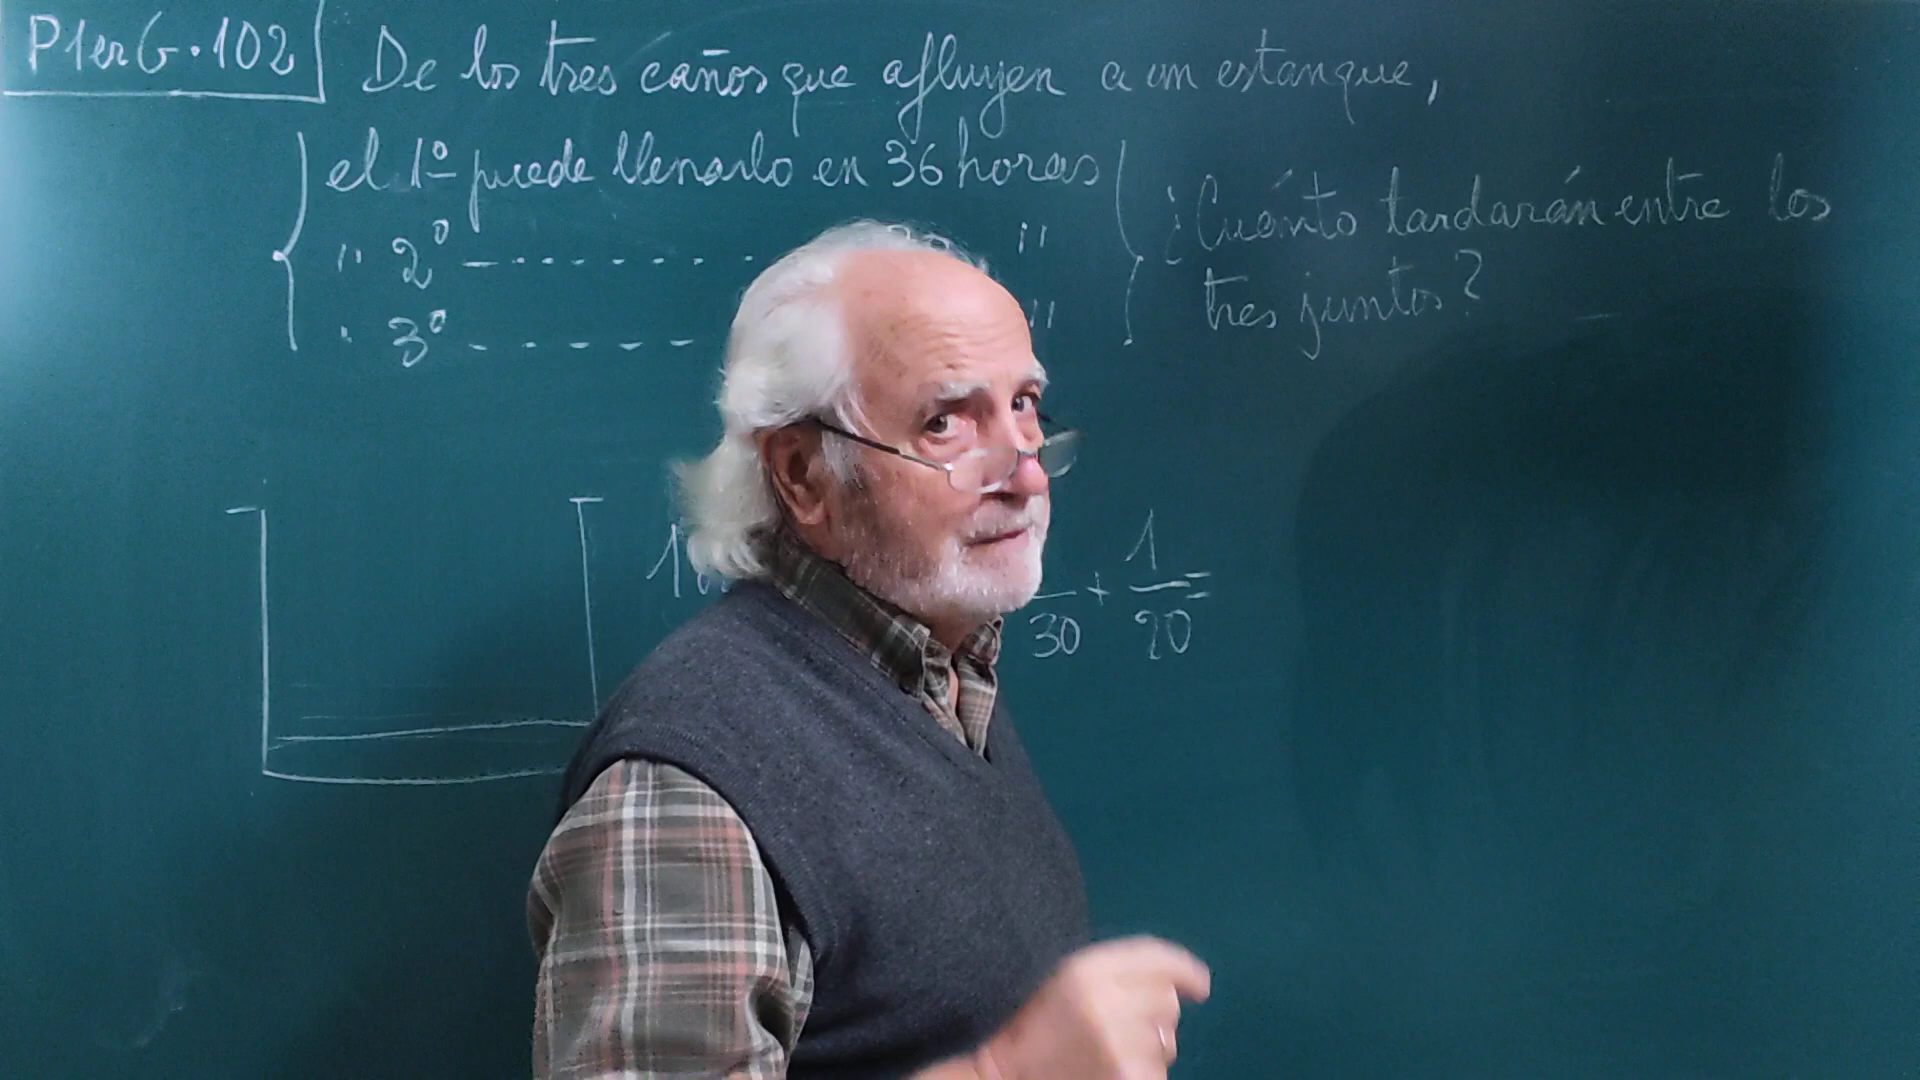 P1erG.102
De los tres caños que afluyen a un estanque,
el 1º puede llenarlo en 36 horas
" 2º - - - - - - - - "
" 3º - - - - - "
¿Cuánto tardarán entre los
tres juntos?
30 + 1/20 =